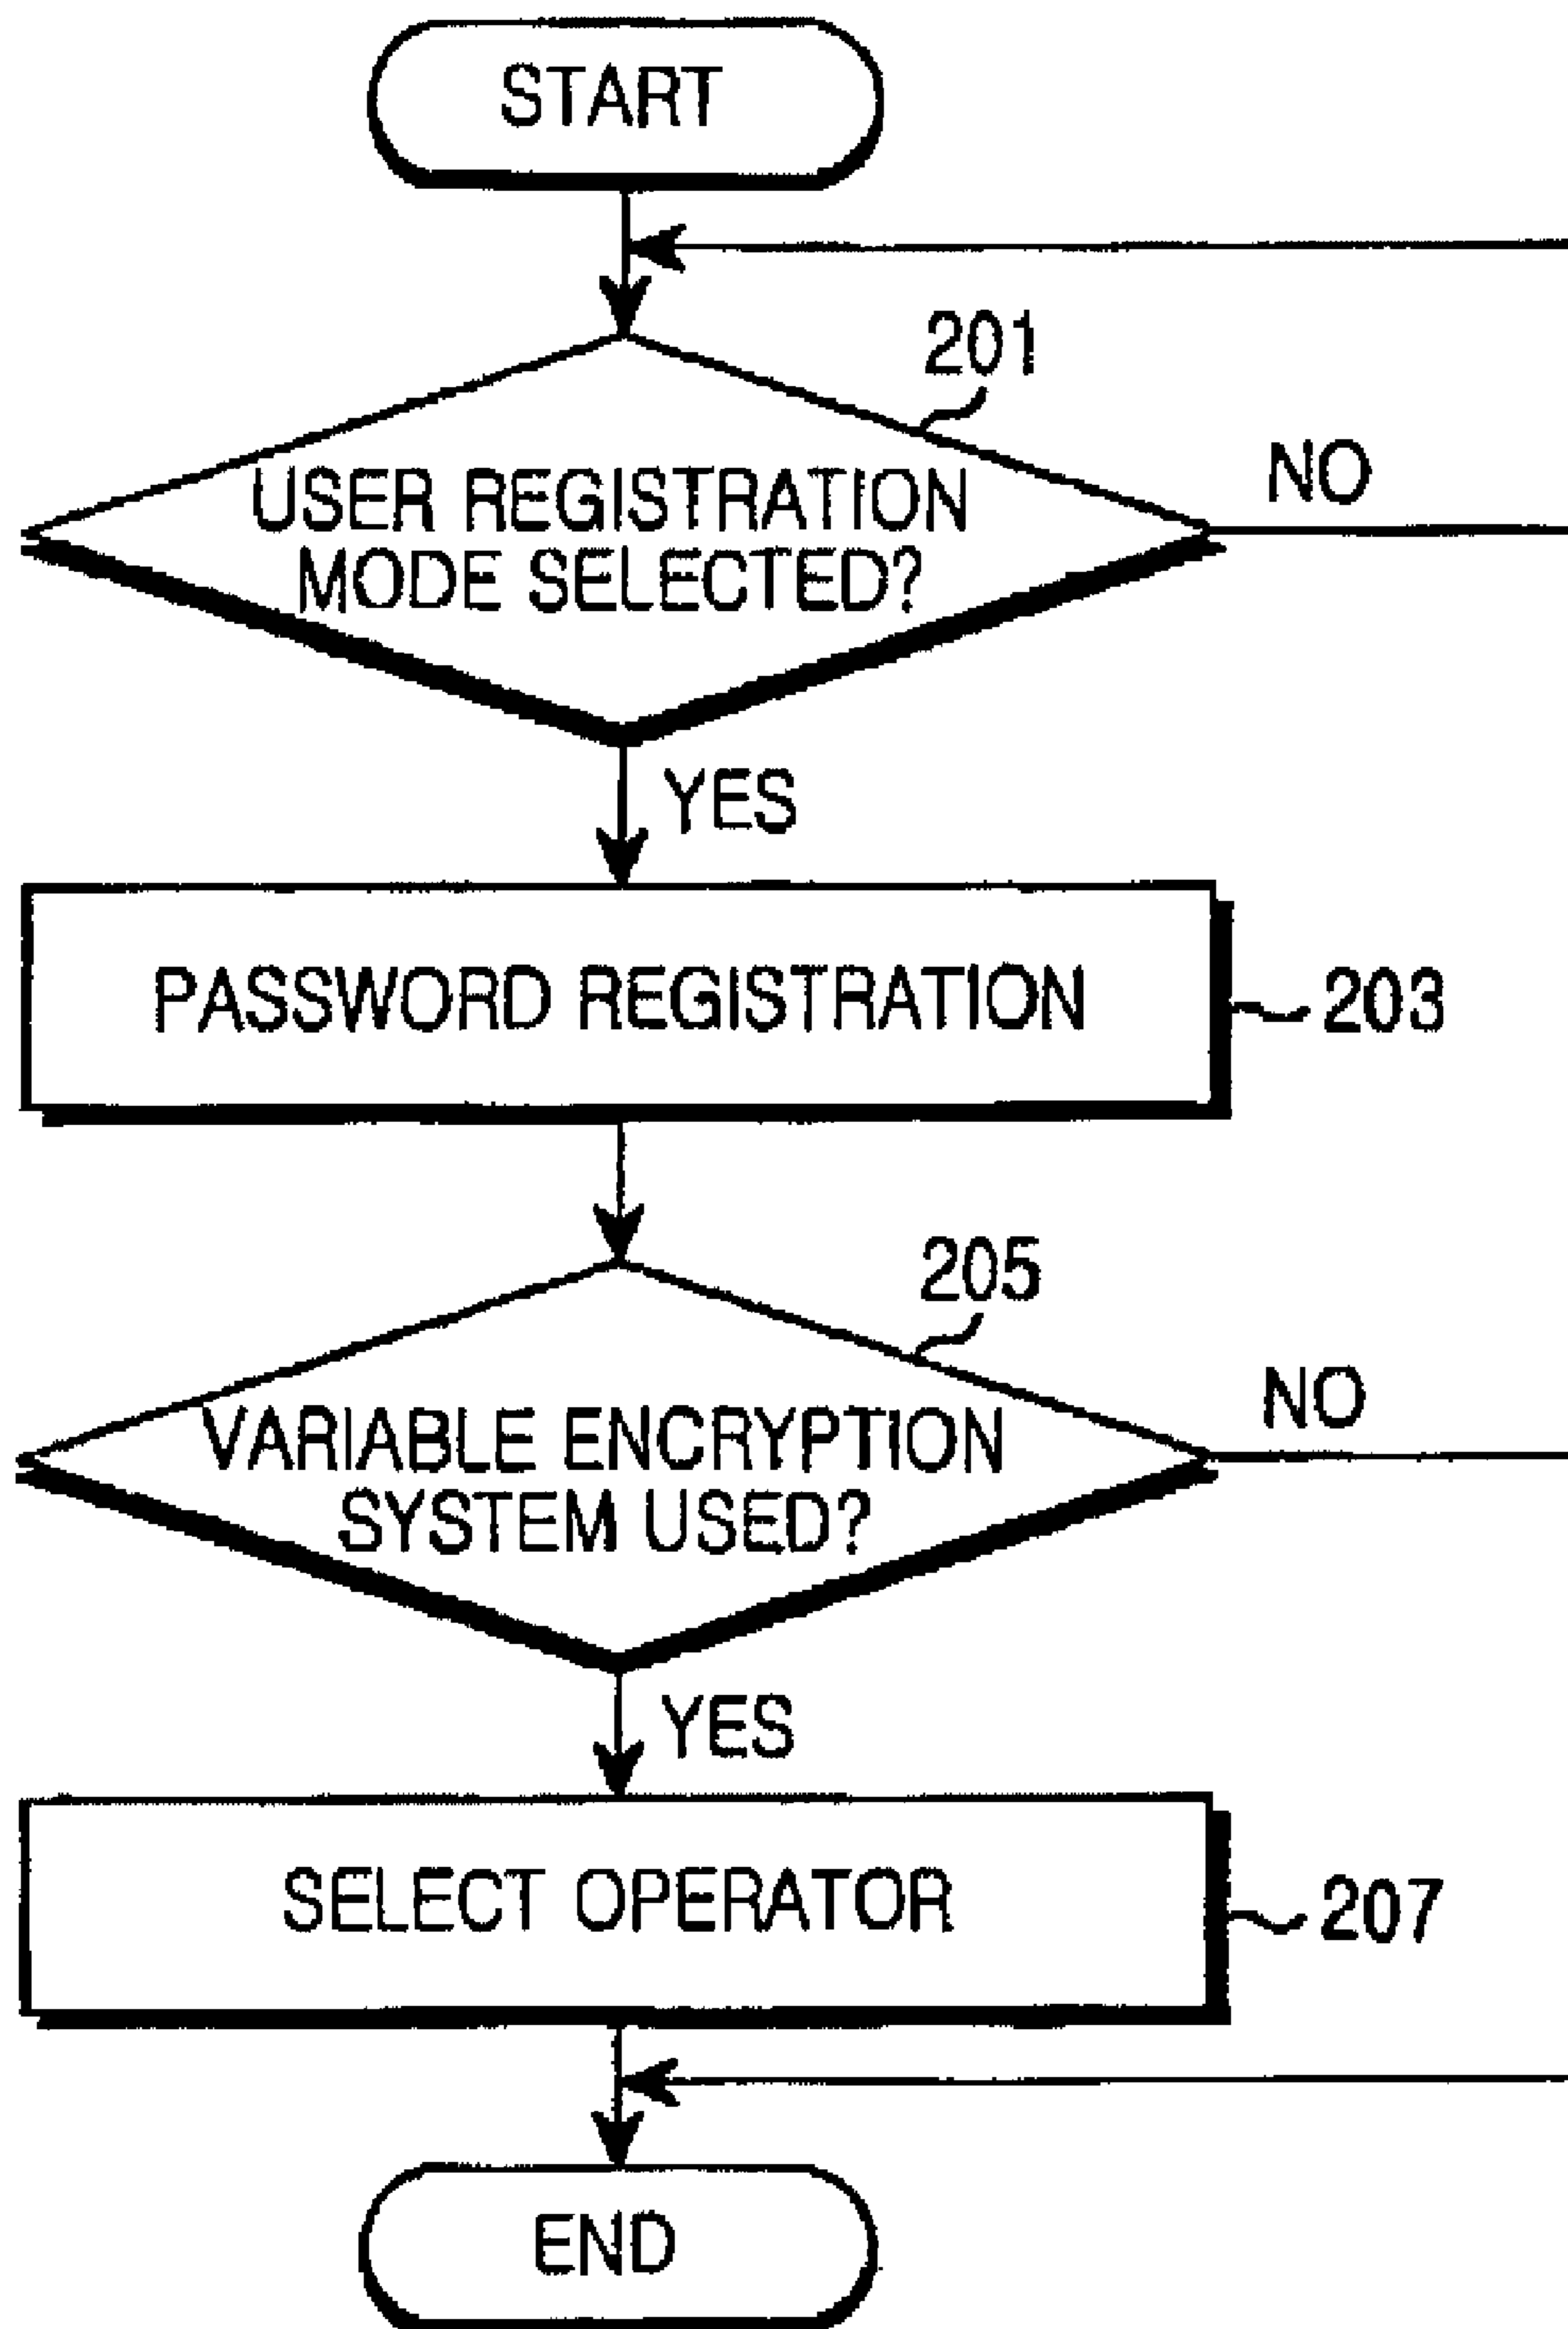 START
201
USER REGISTRATION
MODE SELECTED?
NO
YES
PASSWORD REGISTRATION
203
205
VARIABLE ENCRYPTION
SYSTEM USED?
NO
YES
SELECT OPERATOR
207
END